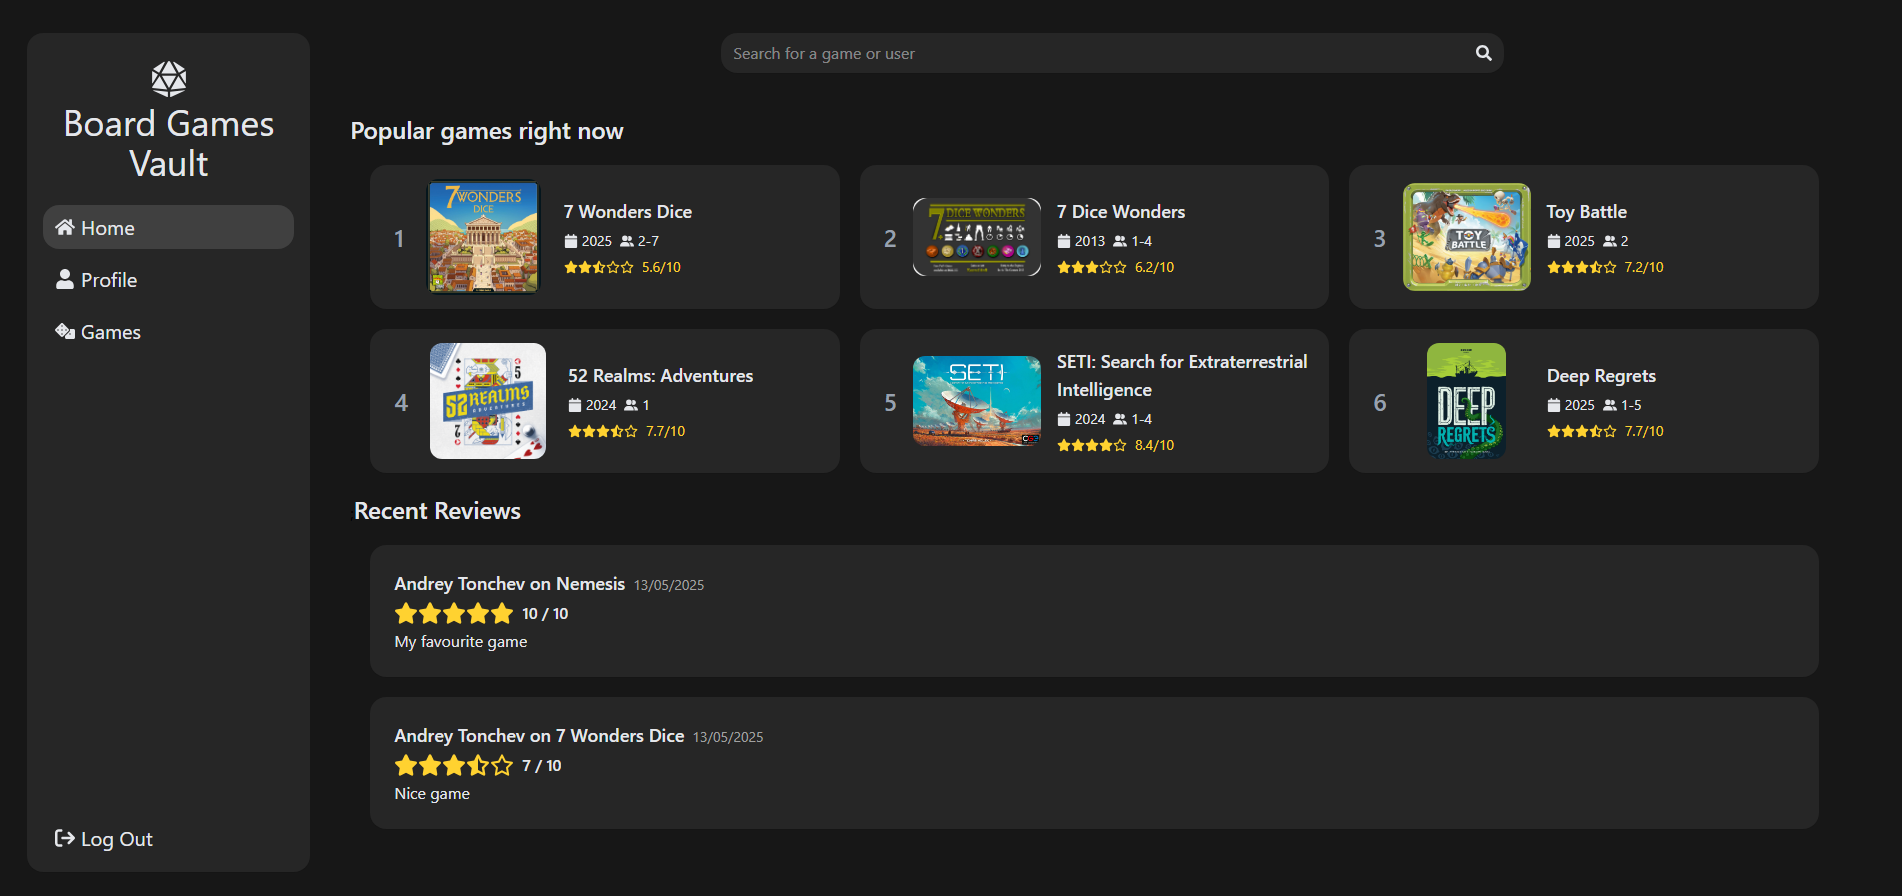 Board Games
Vault
Home
Profile
Games
Log Out
Search for a game or user
Popular games right now
1
7 WONDERS
DICE
7 Wonders Dice
2025 2-7
5.6/10
2
7 DICE WONDERS
7 Dice Wonders
2013 1-4
6.2/10
3
TOY
BATTLE
Toy Battle
2025 2
7.2/10
4
5
52 REALMS
ADVENTURES
7
52 Realms: Adventures
2024 1
7.7/10
5
SETI
CGE
SETI: Search for Extraterrestrial
Intelligence
2024 1-4
8.4/10
6
DEEP
REGRETS
Deep Regrets
2025 1-5
7.7/10
Recent Reviews
Andrey Tonchev on Nemesis 13/05/2025
10 / 10
My favourite game
Andrey Tonchev on 7 Wonders Dice 13/05/2025
7 / 10
Nice game